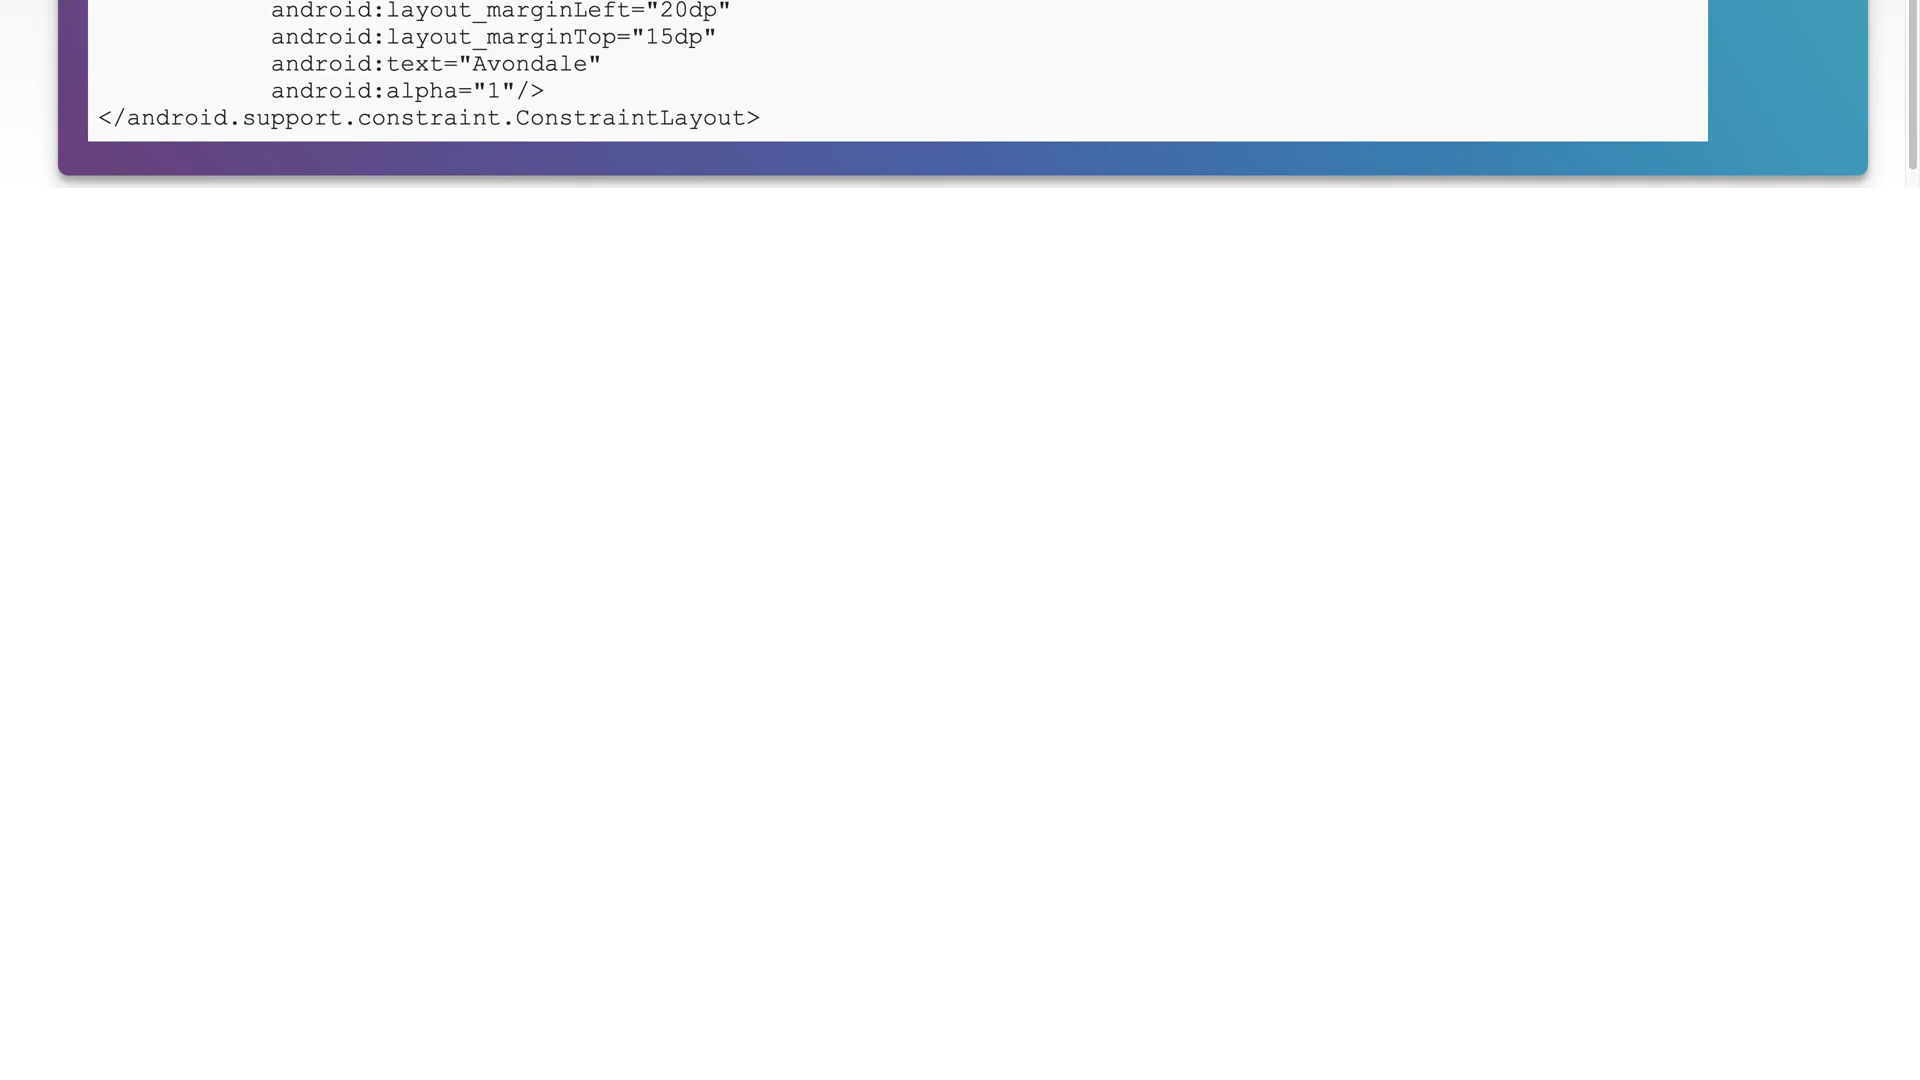 android:layout_marginLeft="20dp"
android:layout_marginTop="15dp"
android:text="Avondale"
android:alpha="1"/>
</android.support.constraint.ConstraintLayout>